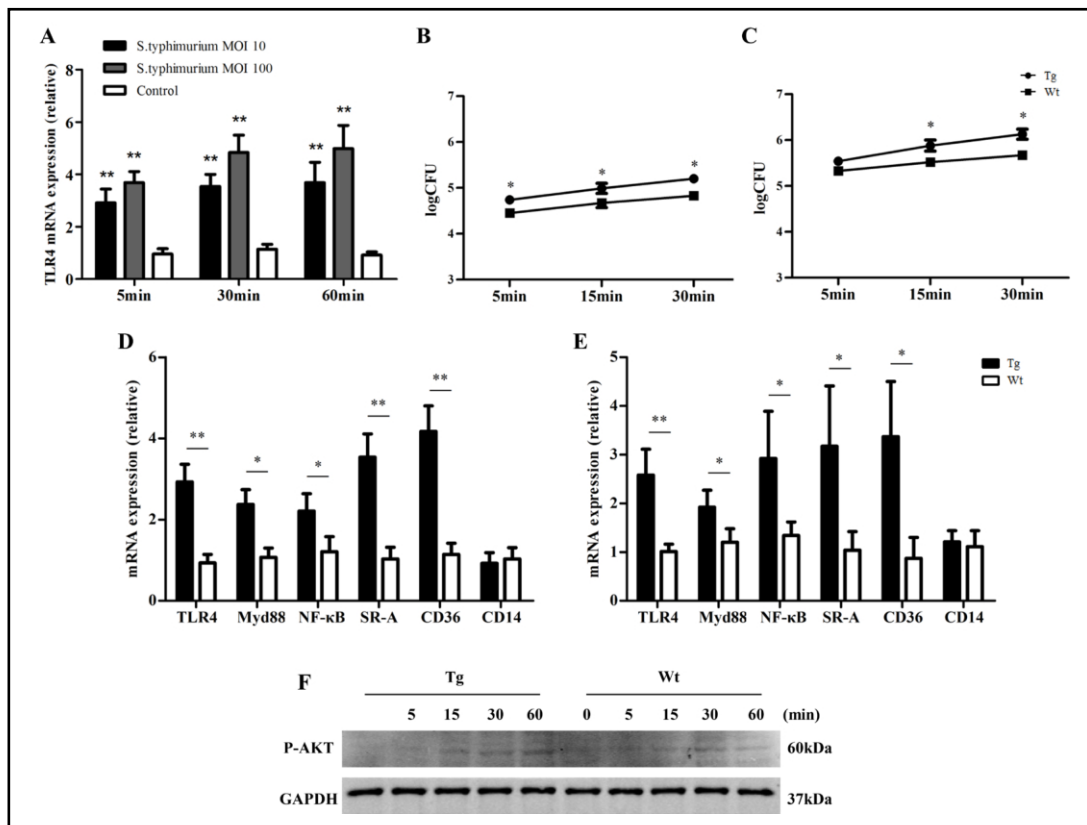 A
S.typhimurium MOI 10
S.typhimurium MOI 100
Control
TLR4 mRNA expression (relative)
8
6
4
2
0
** ** ** ** ** **
5min 30min 60min
B
logCFU
7
6
5
4
3
* * *
5min 15min 30min
C
Tg
Wt
logCFU
7
6
5
4
3
* *
5min 15min 30min
D
mRNA expression (relative)
6
4
2
0
** * * ** **
TLR4 Myd88 NF-κB SR-A CD36 CD14
E
Tg
Wt
mRNA expression (relative)
5
4
3
2
1
0
** * * * *
TLR4 Myd88 NF-κB SR-A CD36 CD14
F
Tg Wt
5 15 30 60 0 5 15 30 60 (min)
P-AKT 60kDa
GAPDH 37kDa